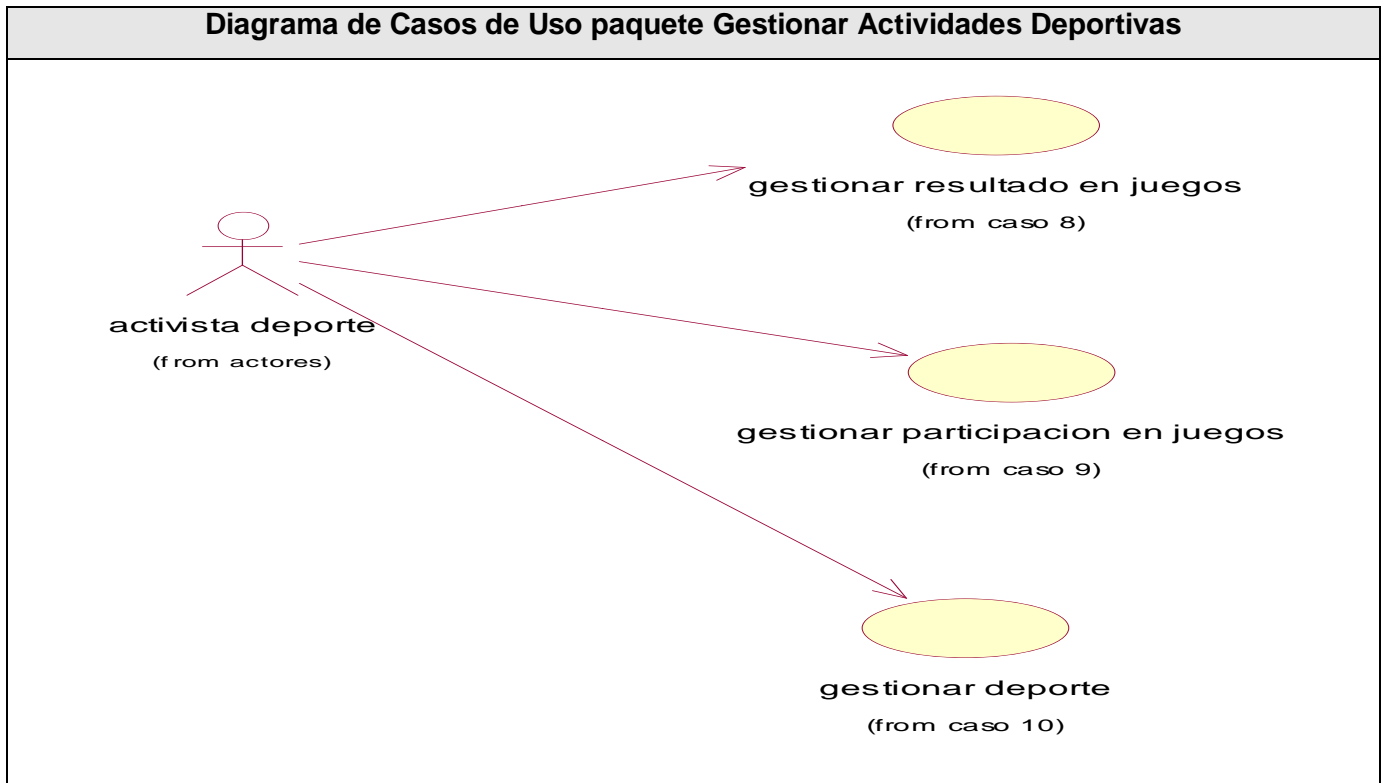 Diagrama de Casos de Uso paquete Gestionar Actividades Deportivas
gestionar resultado en juegos
(from caso 8)
activista deporte
(from actores)
gestionar participacion en juegos
(from caso 9)
gestionar deporte
(from caso 10)